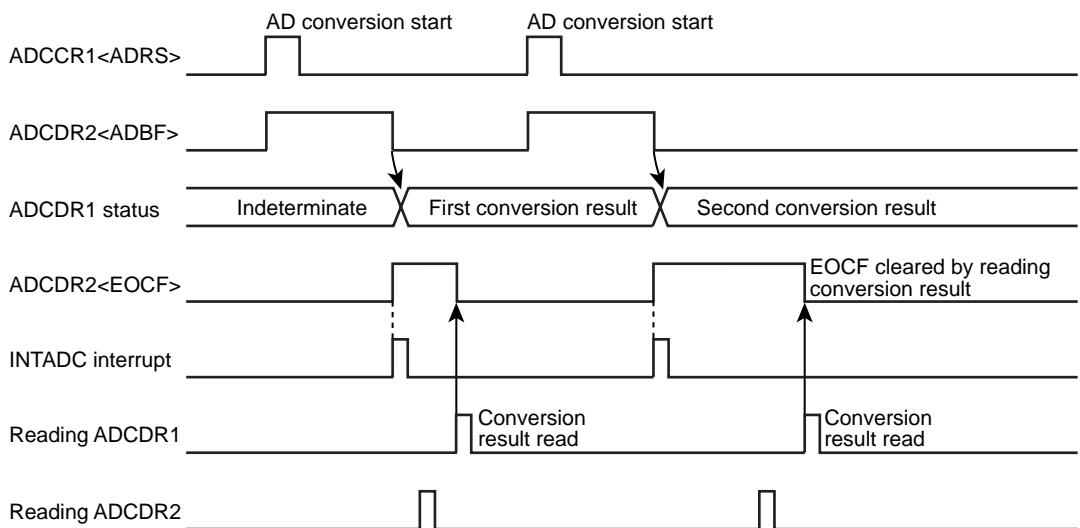 AD conversion start AD conversion start
ADCCR1<ADRS>
ADCDR2<ADBF>
ADCDR1 status Indeterminate First conversion result Second conversion result
ADCDR2<EOCF> EOCF cleared by reading
conversion result
INTADC interrupt
Reading ADCDR1 Conversion
result read
Conversion
result read
Reading ADCDR2